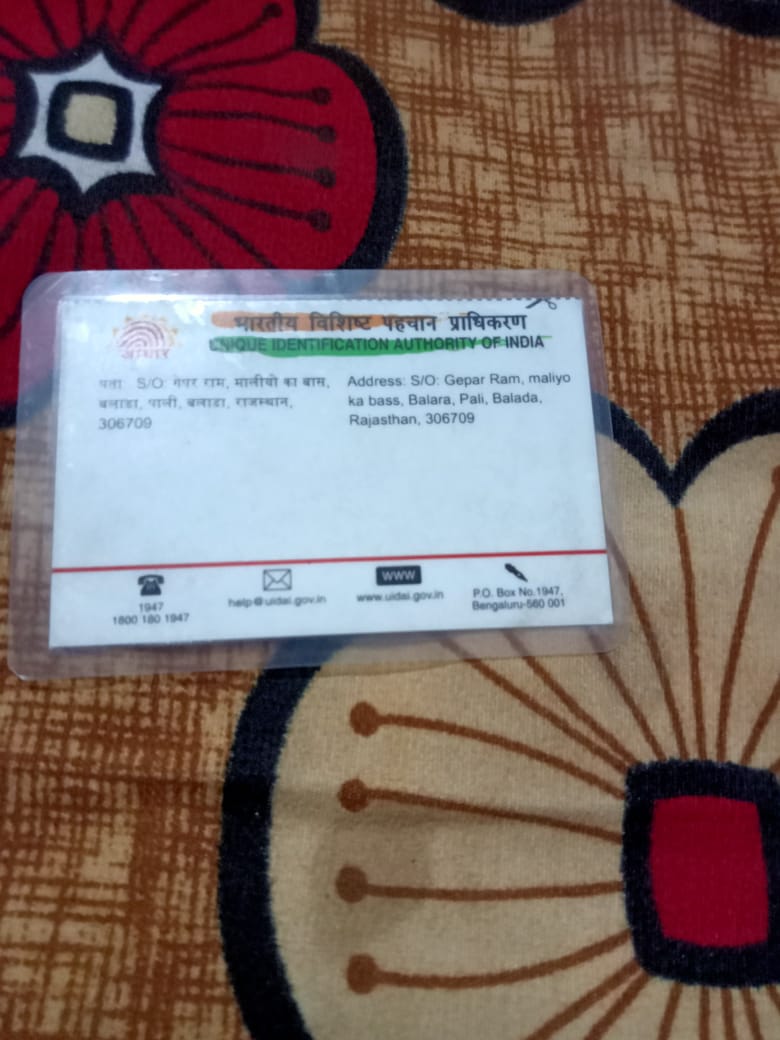 भारतीय विशिष्ट पहचान प्राधिकरण
UNIQUE IDENTIFICATION AUTHORITY OF INDIA
आधार
पता: S/O: गेपर राम, मालीयो का बास,
बलाडा, पाली, बलाडा, राजस्थान,
306709
Address: S/O: Gepar Ram, maliyo
ka bass, Balara, Pali, Balada,
Rajasthan, 306709
1947
1800 180 1947
help@uidai.gov.in
WWW
www.uidai.gov.in
P.O. Box No.1947,
Bengaluru-560 001